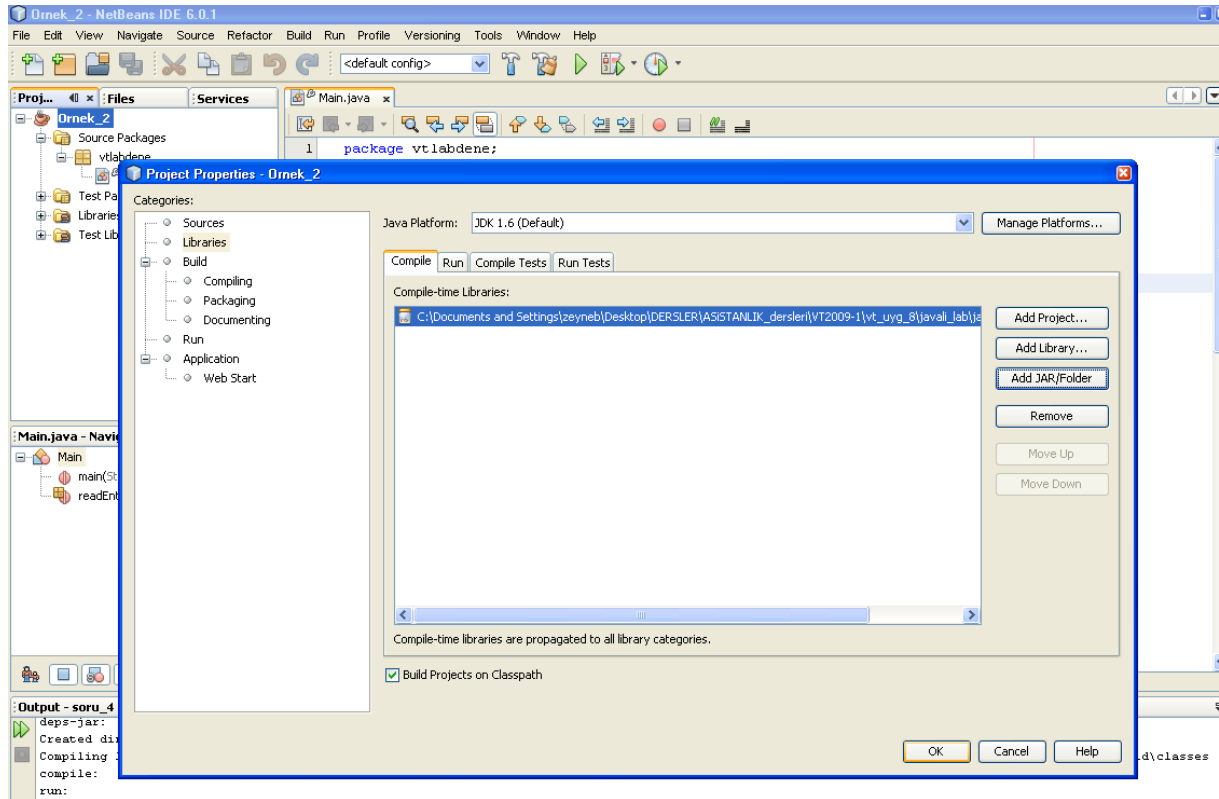 Ornek_2 - NetBeans IDE 6.0.1
File Edit View Navigate Source Refactor Build Run Profile Versioning Tools Window Help
<default config>
Proj... Files Services
Main.java
Ornek_2
Source Packages
vtlabdene
1 package vtlabdene;
Test Pa
Libraries
Test Lib
Main.java - Navi
Main
main(St
readEnt
Project Properties - Ornek_2
Categories:
Sources
Libraries
Build
Compiling
Packaging
Documenting
Run
Application
Web Start
Java Platform: JDK 1.6 (Default) Manage Platforms...
Compile Run Compile Tests Run Tests
Compile-time Libraries:
C:\Documents and Settings\zeyneb\Desktop\DERSLER\ASiSTANLIK_dersleri\VT2009-1\vt_uyg_8\javali_lab\ja
Add Project...
Add Library...
Add JAR/Folder
Remove
Move Up
Move Down
Compile-time libraries are propagated to all library categories.
Build Projects on Classpath
OK Cancel Help
Output - soru_4
deps-jar:
Created di
Compiling d\classes
compile:
run: